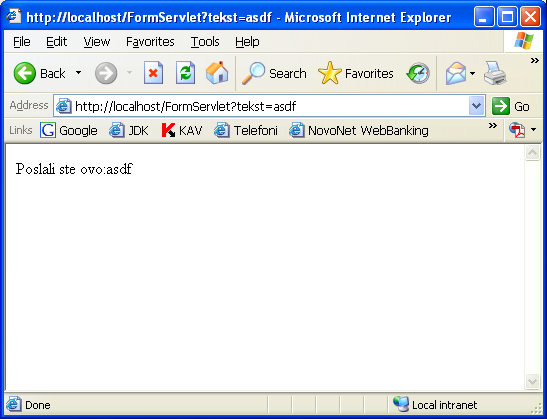 http://localhost/FormServlet?tekst=asdf - Microsoft Internet Explorer
File Edit View Favorites Tools Help
Back Search Favorites »
Address http://localhost/FormServlet?tekst=asdf Go
Links G Google JDK K KAV Telefoni NovoNet WebBanking »
Poslali ste ovo:asdf
Done Local intranet